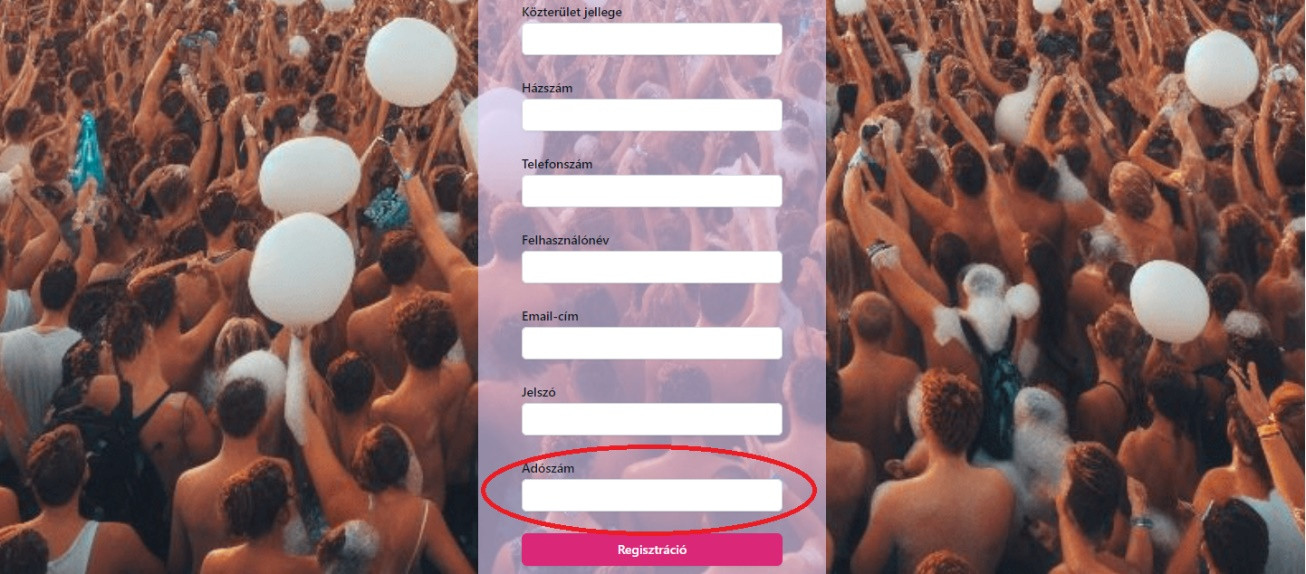 Közterület jellege
Házszám
Telefonszám
Felhasználónév
Email-cím
Jelszó
Adószám
Regisztráció